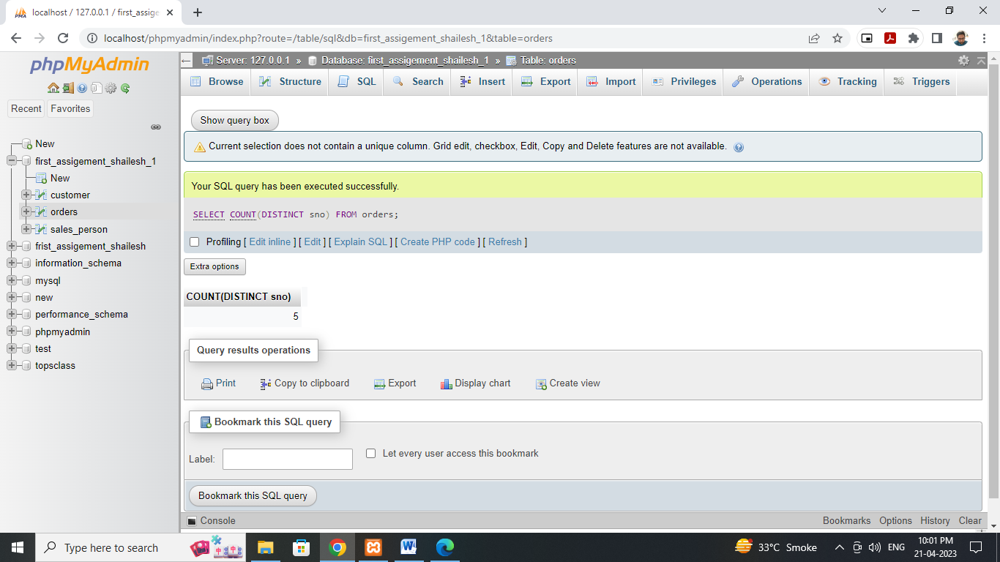 localhost / 127.0.0.1 / first_assige
localhost/phpmyadmin/index.php?route=/table/sql&db=first_assigement_shailesh_1&table=orders
phpMyAdmin
Recent Favorites
New
first_assigement_shailesh_1
New
customer
orders
sales_person
frist_assigement_shailesh
information_schema
mysql
new
performance_schema
phpmyadmin
test
topsclass
Server: 127.0.0.1 » Database: first_assigement_shailesh_1 » Table: orders
Browse Structure SQL Search Insert Export Import Privileges Operations Tracking Triggers
Show query box
Current selection does not contain a unique column. Grid edit, checkbox, Edit, Copy and Delete features are not available.
Your SQL query has been executed successfully.
SELECT COUNT(DISTINCT sno) FROM orders;
Profiling [ Edit inline ] [ Edit ] [ Explain SQL ] [ Create PHP code ] [ Refresh ]
Extra options
COUNT(DISTINCT sno)
5
Query results operations
Print Copy to clipboard Export Display chart Create view
Bookmark this SQL query
Label: Let every user access this bookmark
Bookmark this SQL query
Console Bookmarks Options History Clear
Type here to search
33°C Smoke
ENG
10:01 PM
21-04-2023